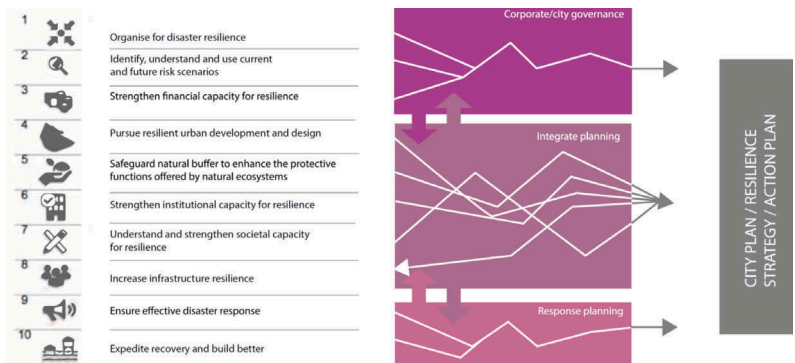 1
Organise for disaster resilience
2
Identify, understand and use current
and future risk scenarios
3
Strengthen financial capacity for resilience
4
Pursue resilient urban development and design
5
Safeguard natural buffer to enhance the protective
functions offered by natural ecosystems
6
Strengthen institutional capacity for resilience
7
Understand and strengthen societal capacity
for resilience
8
Increase infrastructure resilience
9
Ensure effective disaster response
10
Expedite recovery and build better
Corporate/city governance
Integrate planning
Response planning
CITY PLAN / RESILIENCE
STRATEGY / ACTION PLAN